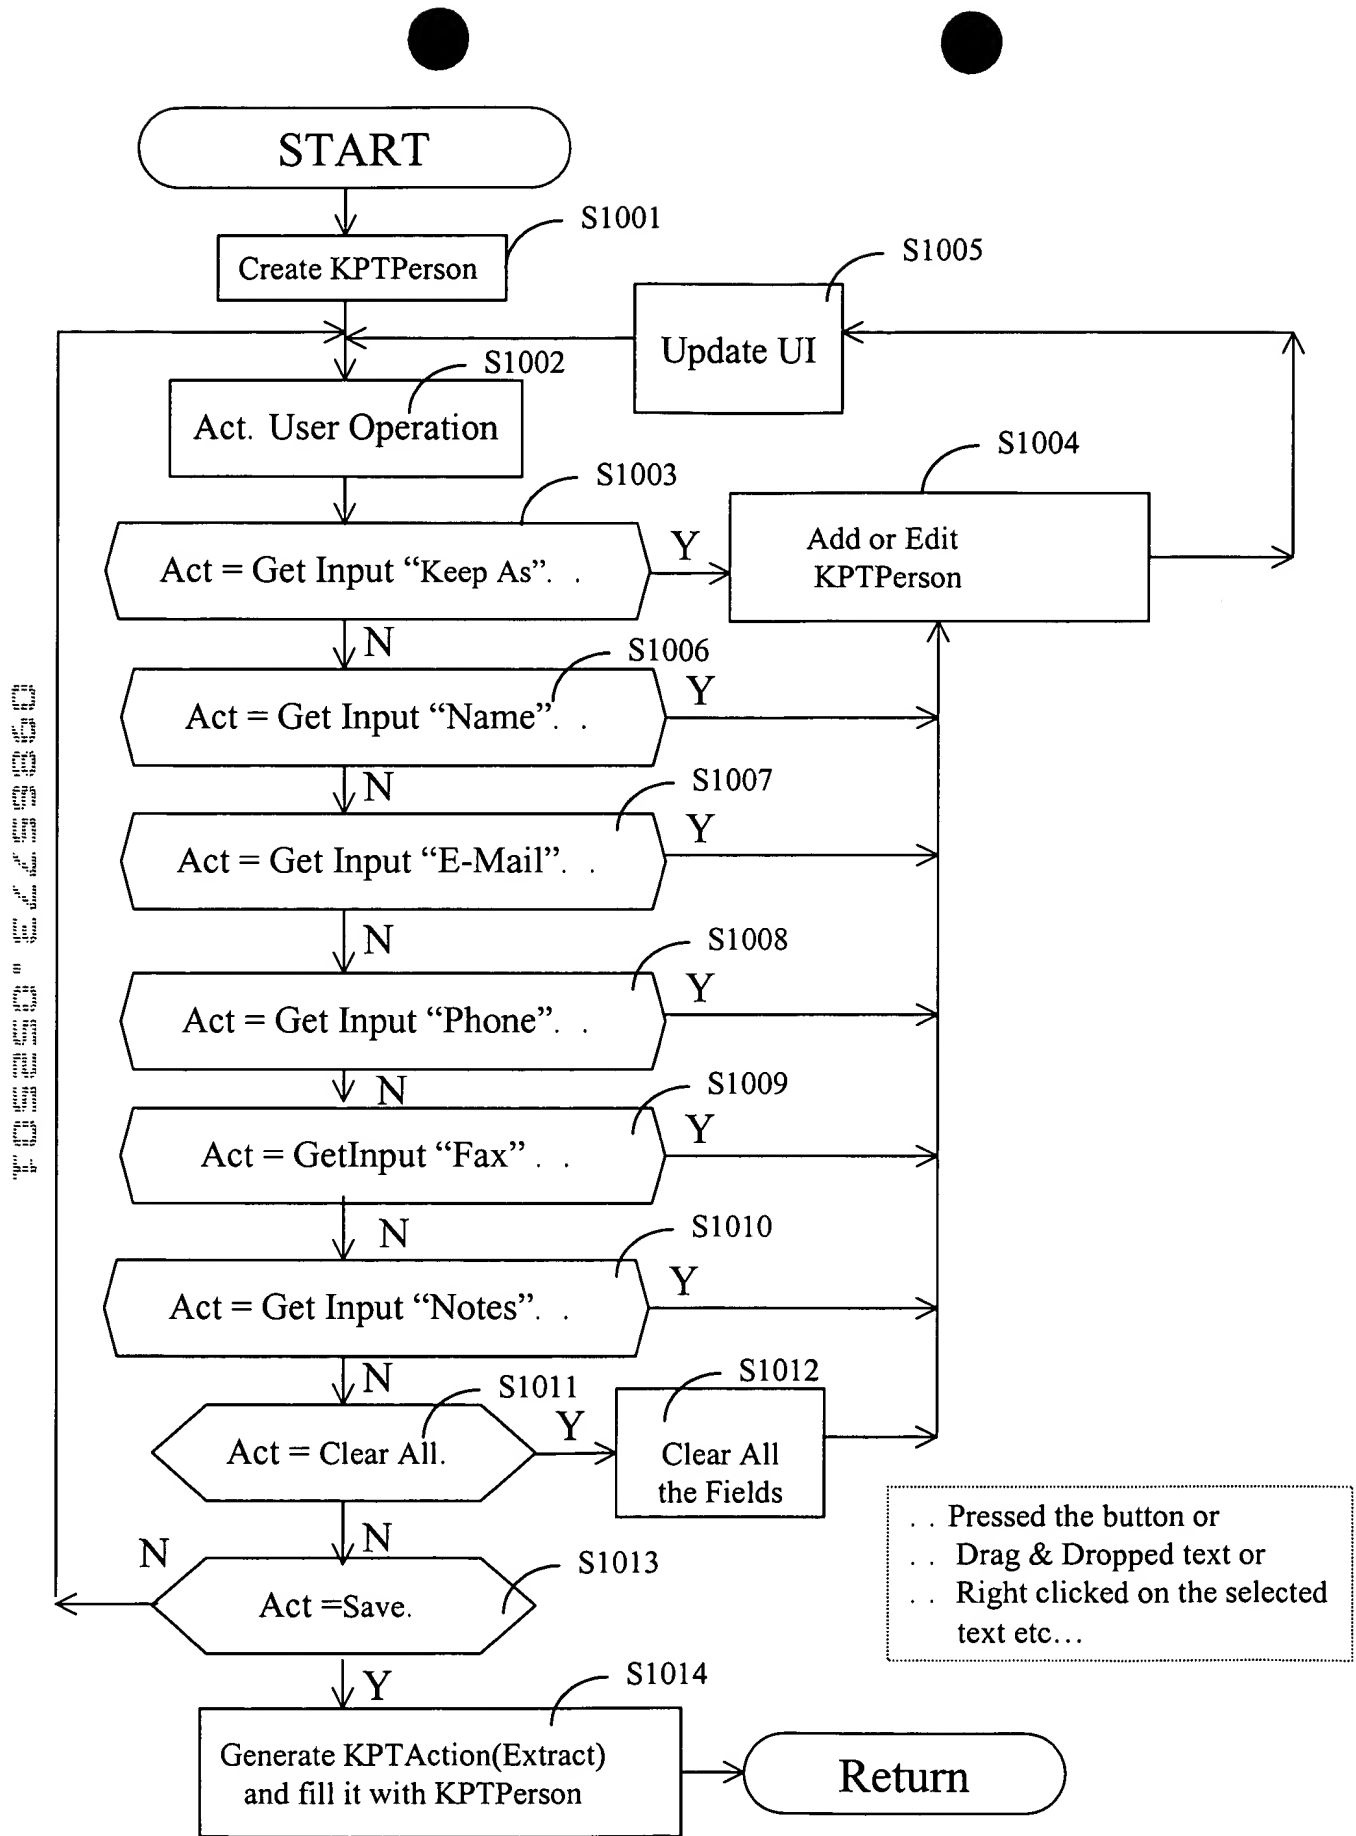 START
S1001
Create KPTPerson
S1005
Update UI
S1002
Act. User Operation
S1004
S1003
Act = Get Input “Keep As”. .
Y
Add or Edit
KPTPerson
N
S1006
Act = Get Input “Name”. .
Y
N
S1007
Act = Get Input “E-Mail”. .
Y
N
S1008
Act = Get Input “Phone”. .
Y
N
S1009
Act = GetInput “Fax” . .
Y
N
S1010
Act = Get Input “Notes”. .
Y
N
S1011
Act = Clear All.
Y
S1012
Clear All
the Fields
N
N
S1013
Act =Save.
. . Pressed the button or
. . Drag & Dropped text or
. . Right clicked on the selected
text etc...
Y
S1014
Generate KPTAction(Extract)
and fill it with KPTPerson
Return
09855733.052501